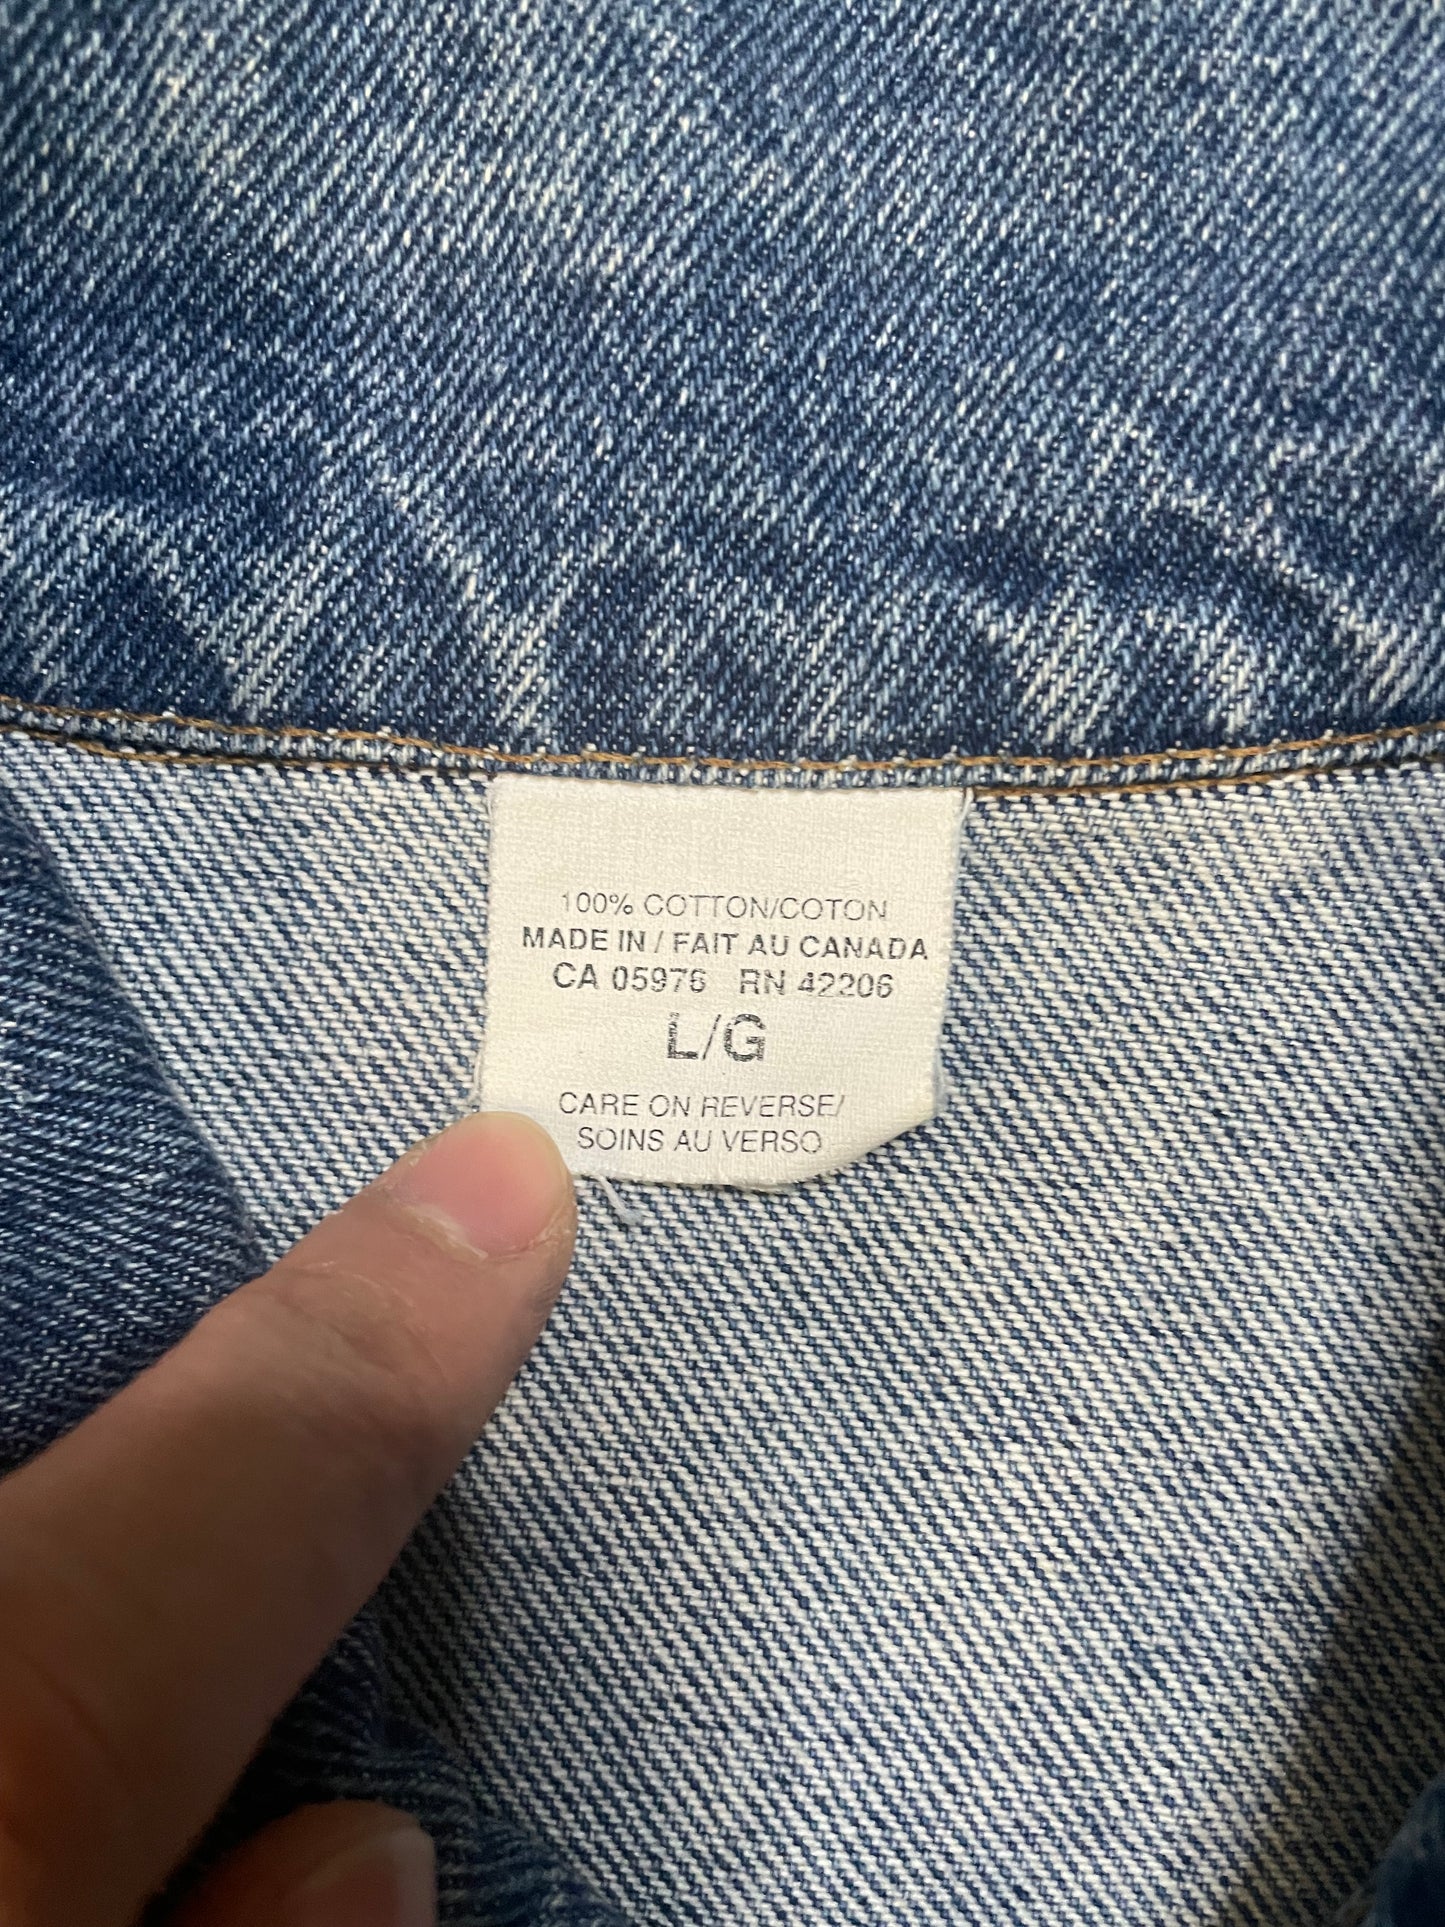 100% COTTON/COTON
MADE IN / FAIT AU CANADA
CA 05976 RN 42206
L/G
CARE ON REVERSE/
SOINS AU VERSO